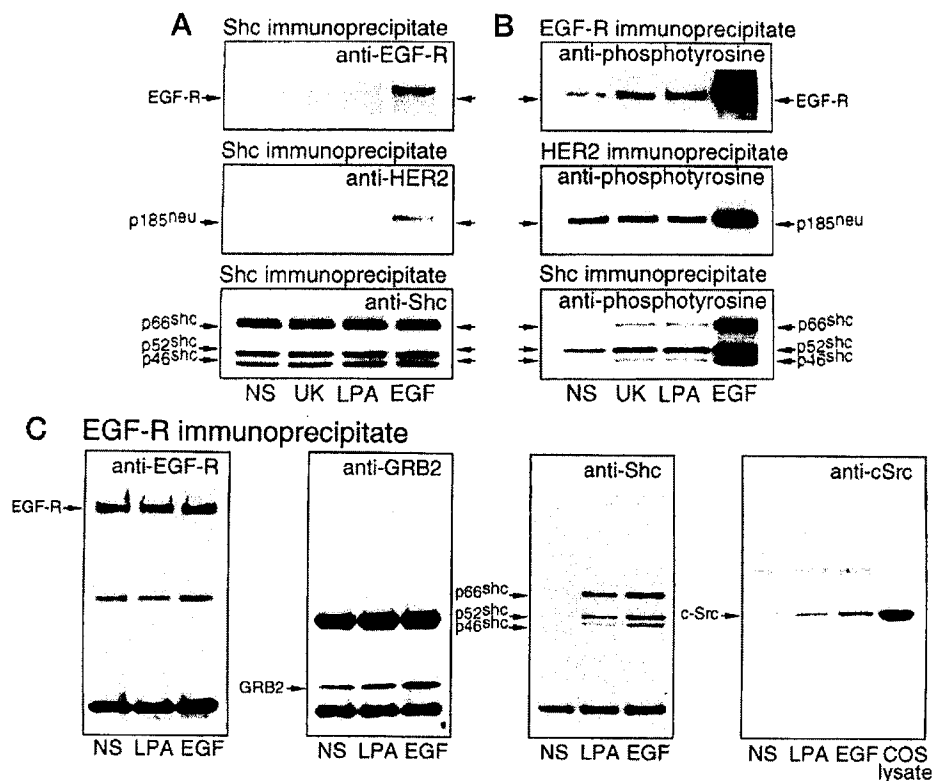 A
Shc immunoprecipitate
anti-EGF-R
EGF-R
Shc immunoprecipitate
anti-HER2
p185neu
Shc immunoprecipitate
anti-Shc
p66shc
p52shc
p46shc
NS UK LPA EGF
B
EGF-R immunoprecipitate
anti-phosphotyrosine
EGF-R
HER2 immunoprecipitate
anti-phosphotyrosine
p185neu
Shc immunoprecipitate
anti-phosphotyrosine
p66shc
p52shc
p46shc
NS UK LPA EGF
C EGF-R immunoprecipitate
anti-EGF-R
EGF-R
NS LPA EGF
anti-GRB2
GRB2
NS LPA EGF
anti-Shc
p66shc
p52shc
p46shc
NS LPA EGF
anti-cSrc
c-Src
NS LPA EGF COS
lysate